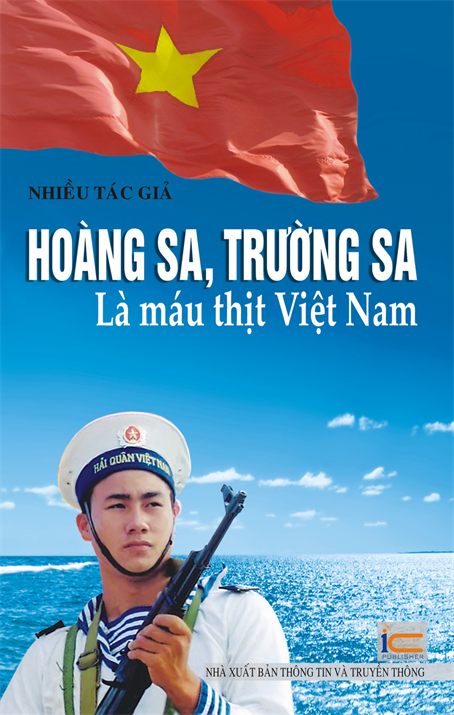 NHIỀU TÁC GIẢ
HOÀNG SA, TRƯỜNG SA
Là máu thịt Việt Nam
HẢI QUÂN VIỆT NAM
ic
PUBLISHER
NHÀ XUẤT BẢN THÔNG TIN VÀ TRUYỀN THÔNG